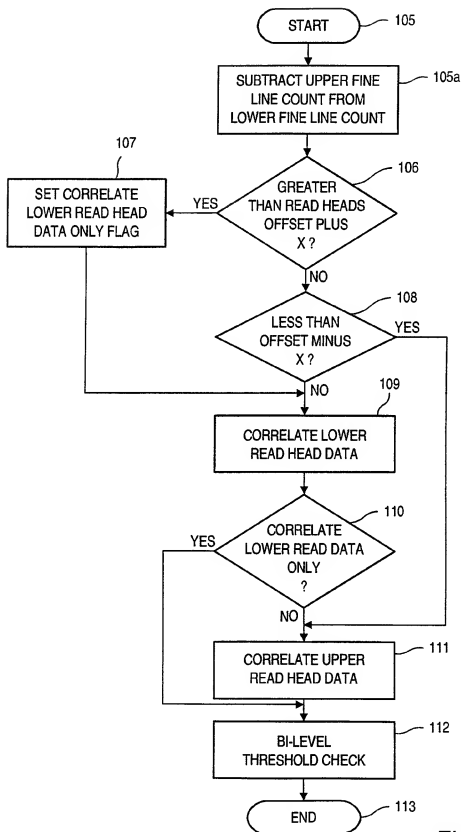 START
105
SUBTRACT UPPER FINE
LINE COUNT FROM
LOWER FINE LINE COUNT
105a
107
SET CORRELATE
LOWER READ HEAD
DATA ONLY FLAG
YES
GREATER
THAN READ HEADS
OFFSET PLUS
X ?
106
NO
108
LESS THAN
OFFSET MINUS
X ?
YES
NO
109
CORRELATE LOWER
READ HEAD DATA
110
YES
CORRELATE
LOWER READ DATA
ONLY
?
NO
CORRELATE UPPER
READ HEAD DATA
111
BI-LEVEL
THRESHOLD CHECK
112
END
113